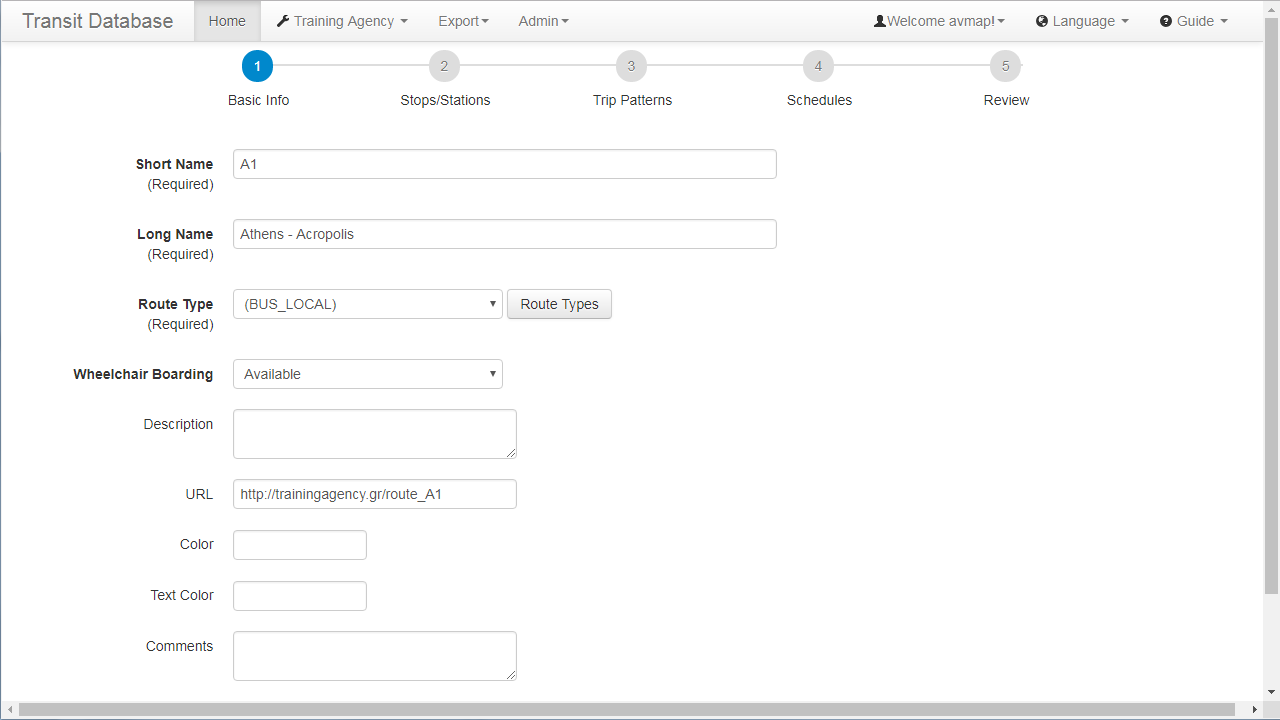 Transit Database Home Training Agency Export Admin Welcome avmap! Language Guide
1 2 3 4 5
Basic Info Stops/Stations Trip Patterns Schedules Review
Short Name A1
(Required)
Long Name Athens - Acropolis
(Required)
Route Type (BUS_LOCAL) Route Types
(Required)
Wheelchair Boarding Available
Description
URL http://trainingagency.gr/route_A1
Color
Text Color
Comments